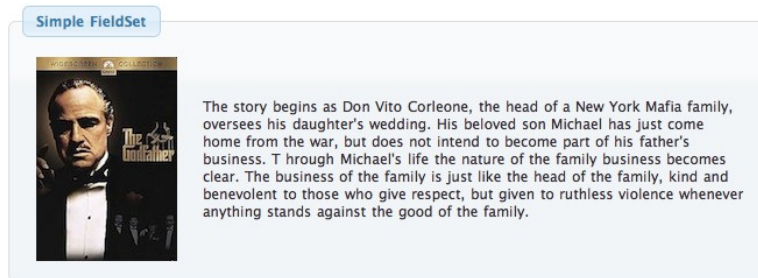 Simple FieldSet
WIDESCREEN COLLECTION
The
Godfather
The story begins as Don Vito Corleone, the head of a New York Mafia family,
oversees his daughter's wedding. His beloved son Michael has just come
home from the war, but does not intend to become part of his father's
business. T hrough Michael's life the nature of the family business becomes
clear. The business of the family is just like the head of the family, kind and
benevolent to those who give respect, but given to ruthless violence whenever
anything stands against the good of the family.